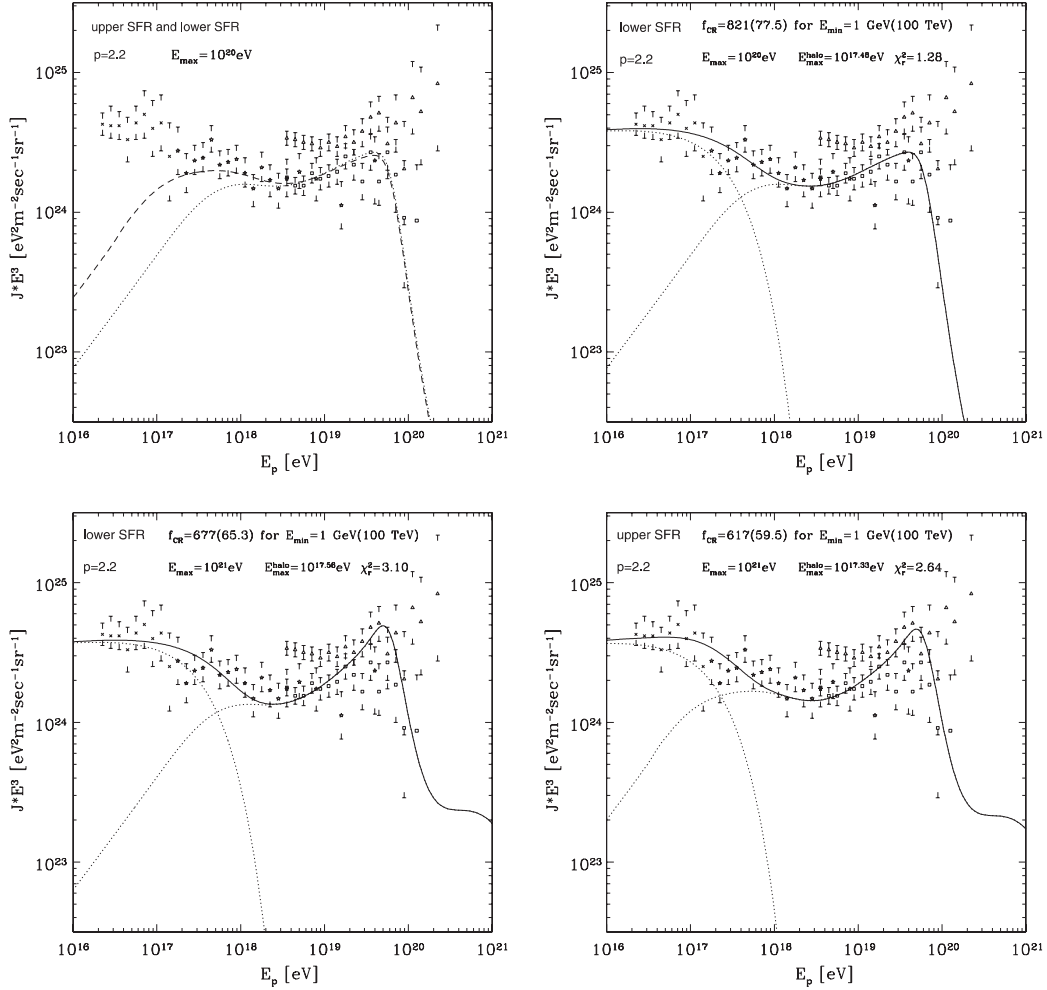 upper SFR and lower SFR
p=2.2 E_max=10^20eV
10^25
10^24
10^23
J*E^3 [eV^2m^-2sec^-1sr^-1]
10^16 10^17 10^18 10^19 10^20 10^21
E_p [eV]
lower SFR f_CR=821(77.5) for E_min=1 GeV(100 TeV)
p=2.2 E_max=10^20eV E_max^halo=10^17.48eV χ_r^2=1.28
10^25
10^24
10^23
J*E^3 [eV^2m^-2sec^-1sr^-1]
10^16 10^17 10^18 10^19 10^20 10^21
E_p [eV]
lower SFR f_CR=677(65.3) for E_min=1 GeV(100 TeV)
p=2.2 E_max=10^21eV E_max^halo=10^17.56eV χ_r^2=3.10
10^25
10^24
10^23
J*E^3 [eV^2m^-2sec^-1sr^-1]
10^16 10^17 10^18 10^19 10^20 10^21
E_p [eV]
upper SFR f_CR=617(59.5) for E_min=1 GeV(100 TeV)
p=2.2 E_max=10^21eV E_max^halo=10^17.33eV χ_r^2=2.64
10^25
10^24
10^23
J*E^3 [eV^2m^-2sec^-1sr^-1]
10^16 10^17 10^18 10^19 10^20 10^21
E_p [eV]